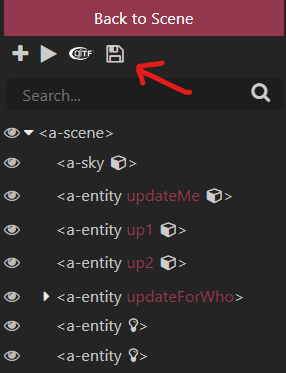 Back to Scene
glTF
Search...
<a-scene>
<a-sky >
<a-entity updateMe >
<a-entity up1 >
<a-entity up2 >
<a-entity updateForWho>
<a-entity >
<a-entity >